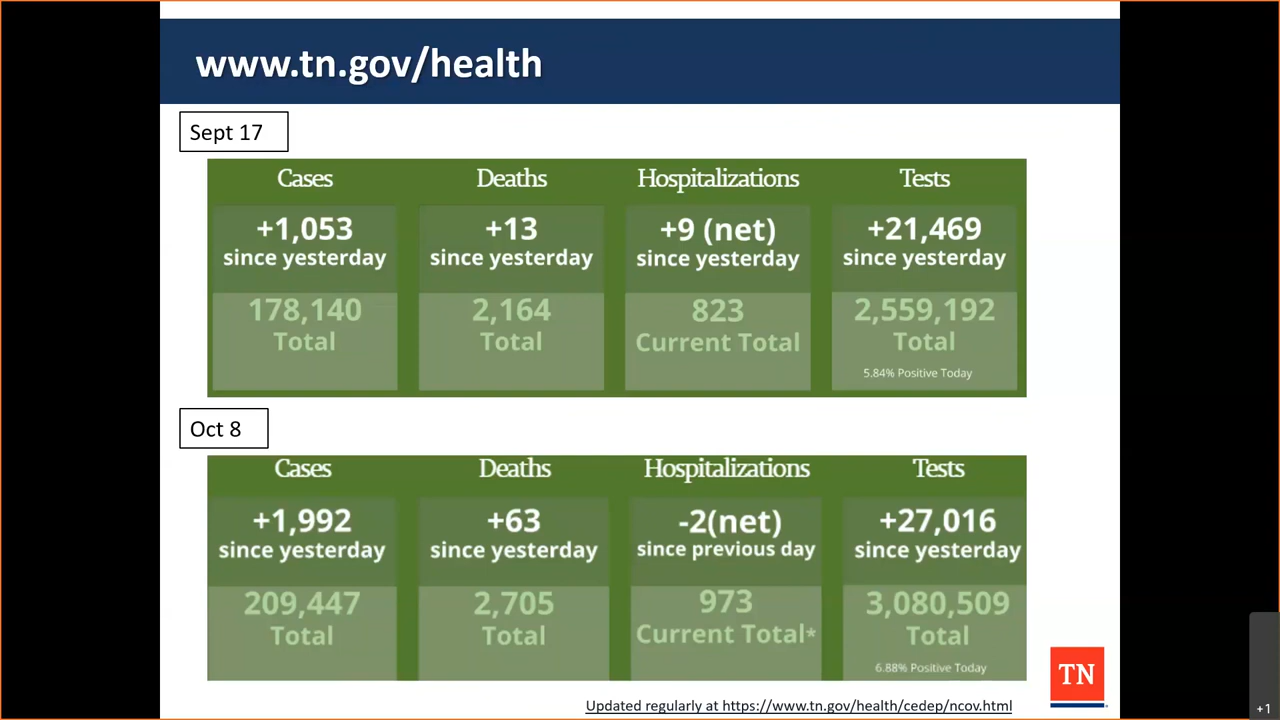 www.tn.gov/health
Sept 17
Cases Deaths Hospitalizations Tests
+1,053 +13 +9 (net) +21,469
since yesterday since yesterday since yesterday since yesterday
178,140 2,164 823 2,559,192
Total Total Current Total Total
5.84% Positive Today
Oct 8
Cases Deaths Hospitalizations Tests
+1,992 +63 -2(net) +27,016
since yesterday since yesterday since previous day since yesterday
209,447 2,705 973 3,080,509
Total Total Current Total* Total
6.88% Positive Today
TN
Updated regularly at https://www.tn.gov/health/cedep/ncov.html
+1